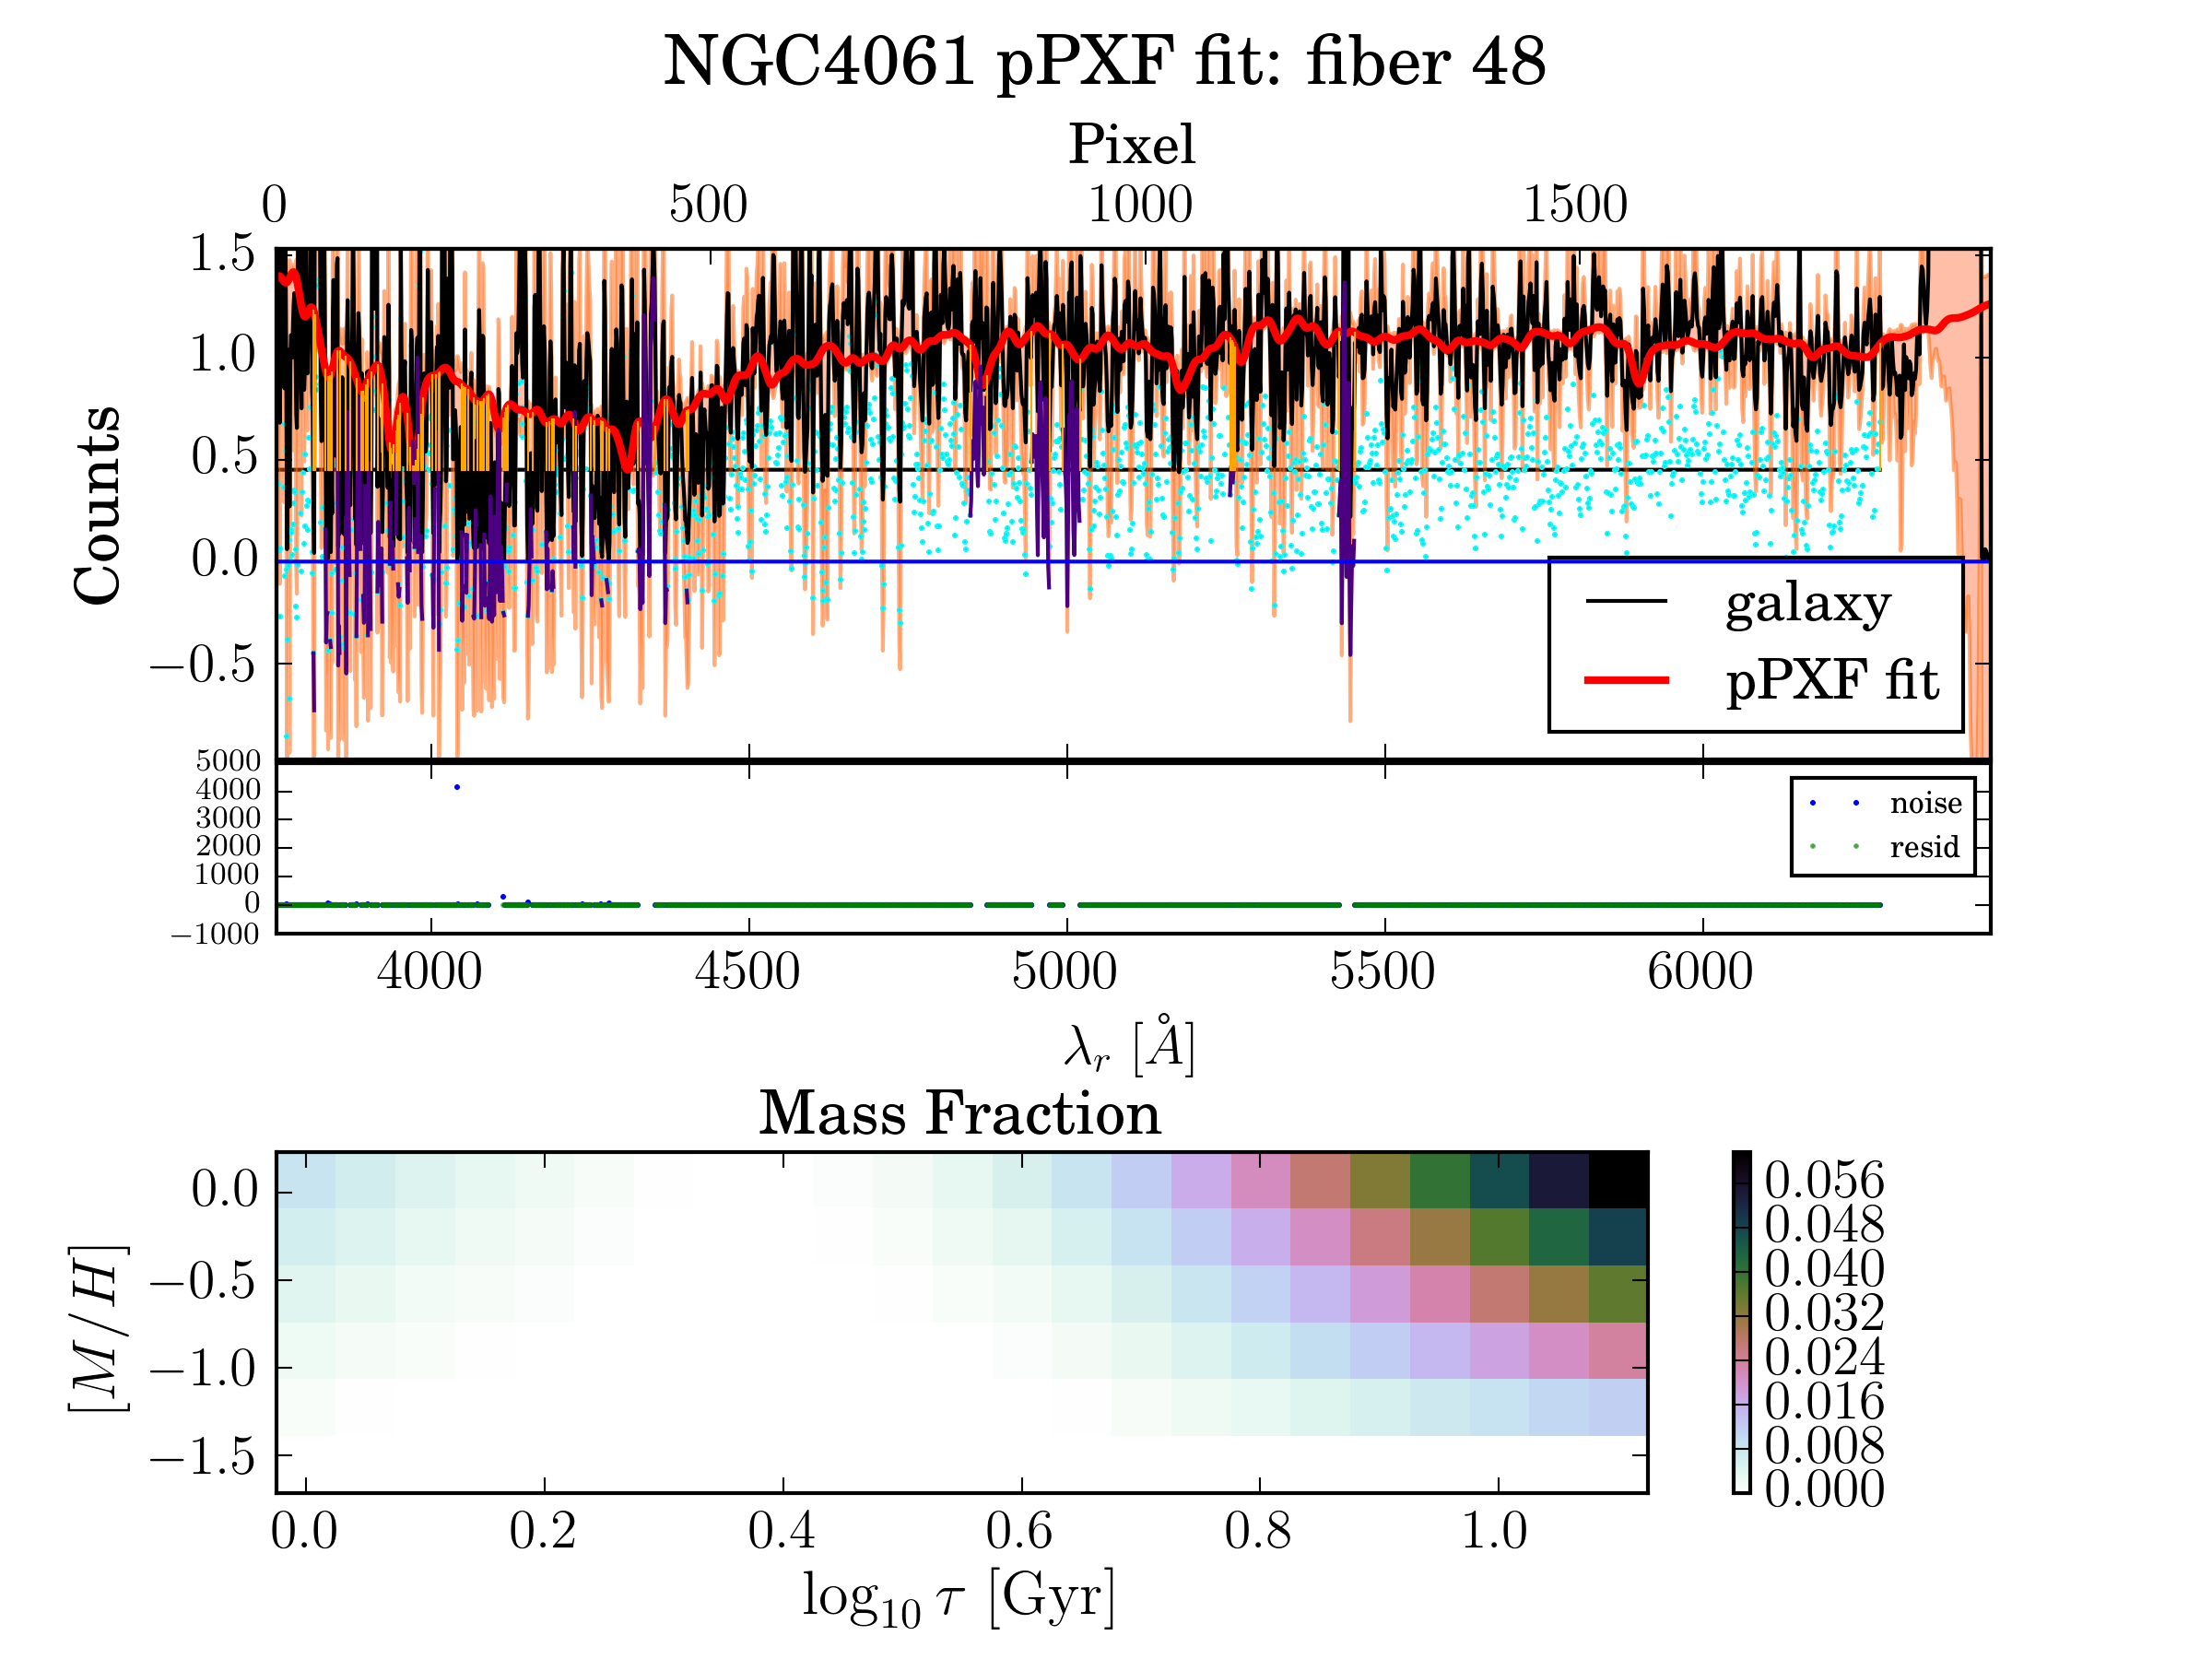 NGC4061 pPXF fit: fiber 48
Pixel
0 500 1000 1500
1.5
1.0
0.5
0.0
−0.5
Counts
galaxy
pPXF fit
5000
4000
3000
2000
1000
0
−1000
noise
resid
4000 4500 5000 5500 6000
λr [Å]
Mass Fraction
0.0
−0.5
−1.0
−1.5
[M/H]
0.056
0.048
0.040
0.032
0.024
0.016
0.008
0.000
0.0 0.2 0.4 0.6 0.8 1.0
log10 τ [Gyr]